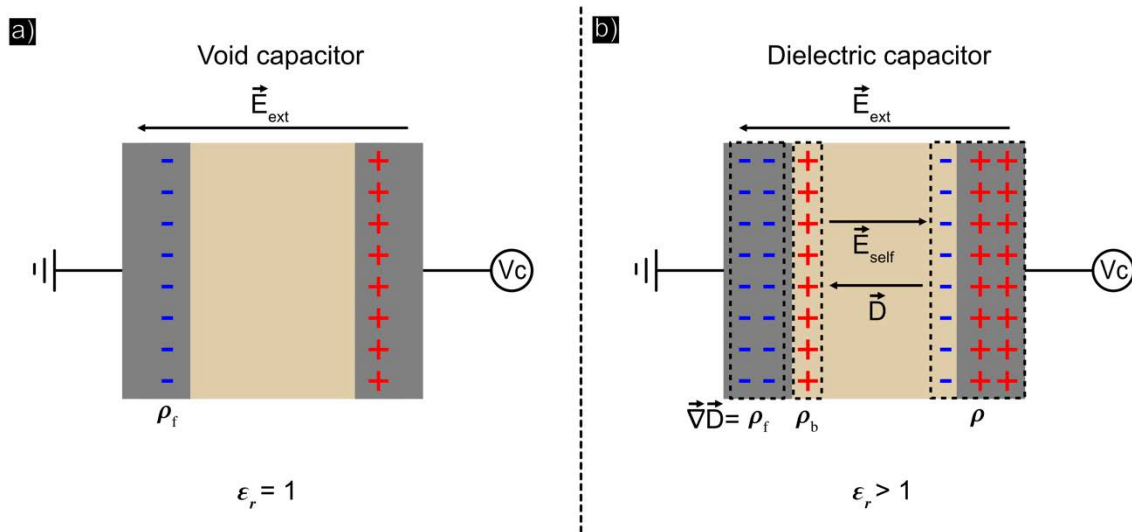 a)
Void capacitor
E⃗ext
ρf
εr = 1
Vc
b)
Dielectric capacitor
E⃗ext
E⃗self
D⃗
Vc
∇⃗D⃗= ρf ρb ρ
εr > 1